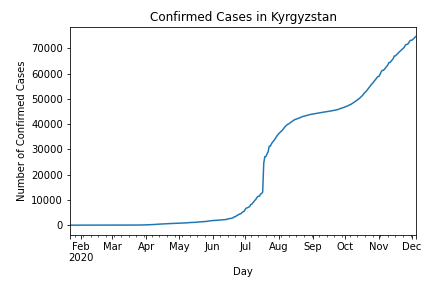 Confirmed Cases in Kyrgyzstan
Number of Confirmed Cases
70000
60000
50000
40000
30000
20000
10000
0
Feb Mar Apr May Jun Jul Aug Sep Oct Nov Dec
2020
Day